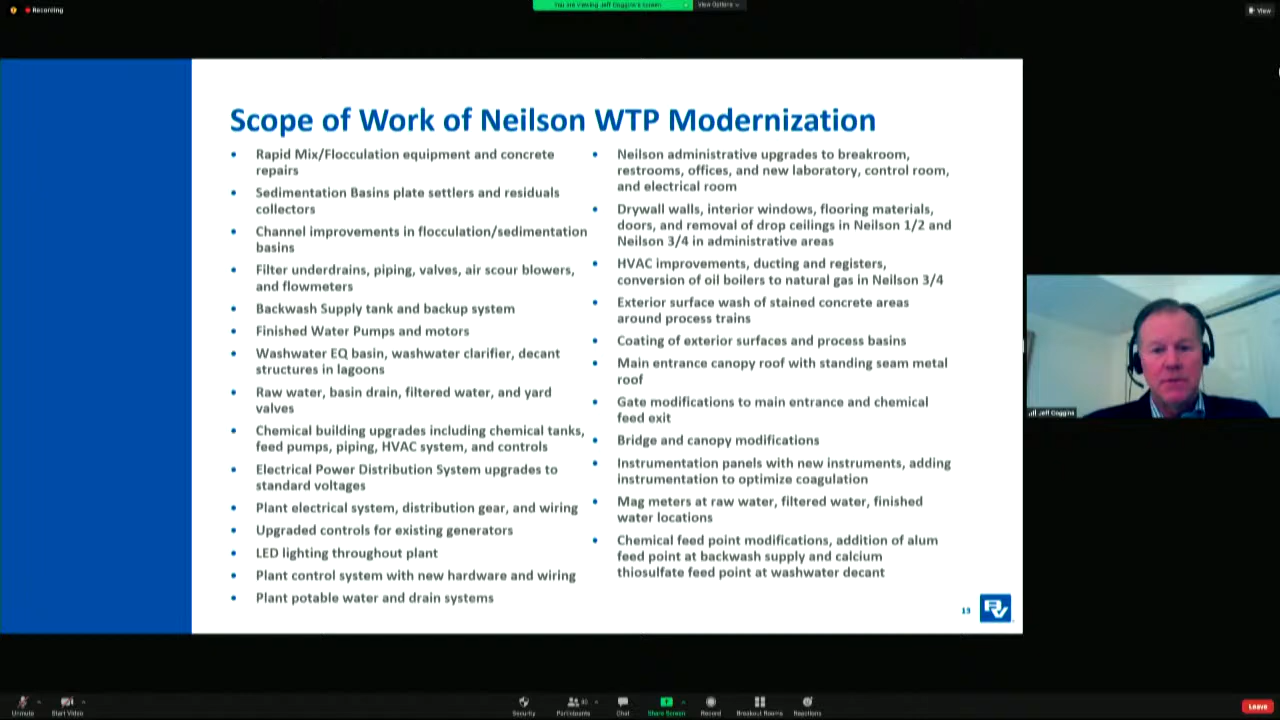 Recording
You are viewing Jeff Coggins's screen
View Options
View
Scope of Work of Neilson WTP Modernization
• Rapid Mix/Flocculation equipment and concrete
repairs
• Sedimentation Basins plate settlers and residuals
collectors
• Channel improvements in flocculation/sedimentation
basins
• Filter underdrains, piping, valves, air scour blowers,
and flowmeters
• Backwash Supply tank and backup system
• Finished Water Pumps and motors
• Washwater EQ basin, washwater clarifier, decant
structures in lagoons
• Raw water, basin drain, filtered water, and yard
valves
• Chemical building upgrades including chemical tanks,
feed pumps, piping, HVAC system, and controls
• Electrical Power Distribution System upgrades to
standard voltages
• Plant electrical system, distribution gear, and wiring
• Upgraded controls for existing generators
• LED lighting throughout plant
• Plant control system with new hardware and wiring
• Plant potable water and drain systems
• Neilson administrative upgrades to breakroom,
restrooms, offices, and new laboratory, control room,
and electrical room
• Drywall walls, interior windows, flooring materials,
doors, and removal of drop ceilings in Neilson 1/2 and
Neilson 3/4 in administrative areas
• HVAC improvements, ducting and registers,
conversion of oil boilers to natural gas in Neilson 3/4
• Exterior surface wash of stained concrete areas
around process trains
• Coating of exterior surfaces and process basins
• Main entrance canopy roof with standing seam metal
roof
• Gate modifications to main entrance and chemical
feed exit
• Bridge and canopy modifications
• Instrumentation panels with new instruments, adding
instrumentation to optimize coagulation
• Mag meters at raw water, filtered water, finished
water locations
• Chemical feed point modifications, addition of alum
feed point at backwash supply and calcium
thiosulfate feed point at washwater decant
13
BV
Jeff Coggins
Unmute
Start Video
Security
Participants
Chat
Share Screen
Record
Breakout Rooms
Reactions
Leave